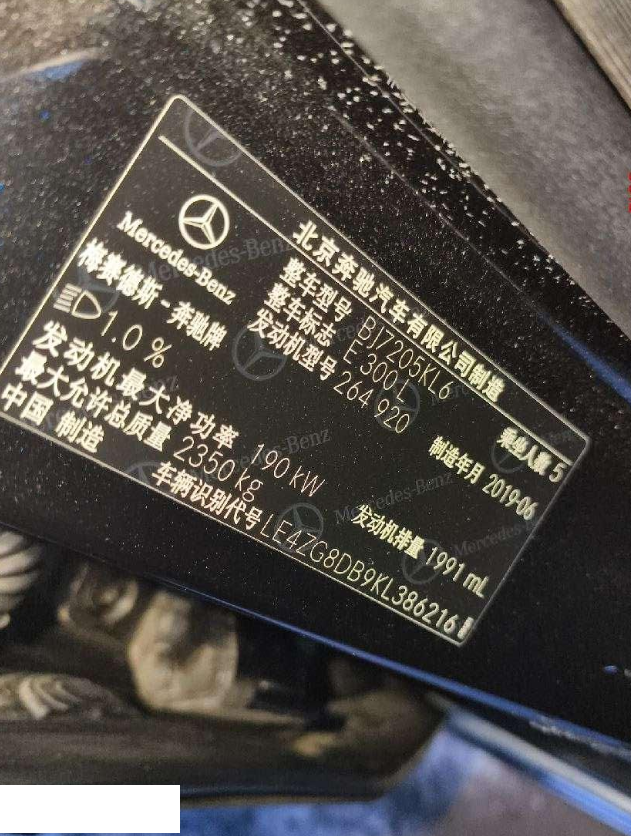 北京奔驰汽车有限公司制造
Mercedes-Benz
梅赛德斯-奔驰牌
整车型号 BJ7205KL6
整车标志 E 300 L
发动机型号 264 920
乘坐人数 5
1.0 %
制造年月 2019-06
发动机最大净功率 190 kW
发动机排量 1991 mL
最大允许总质量 2350 kg
中国 制造
车辆识别代号 LE4ZG8DB9KL386216